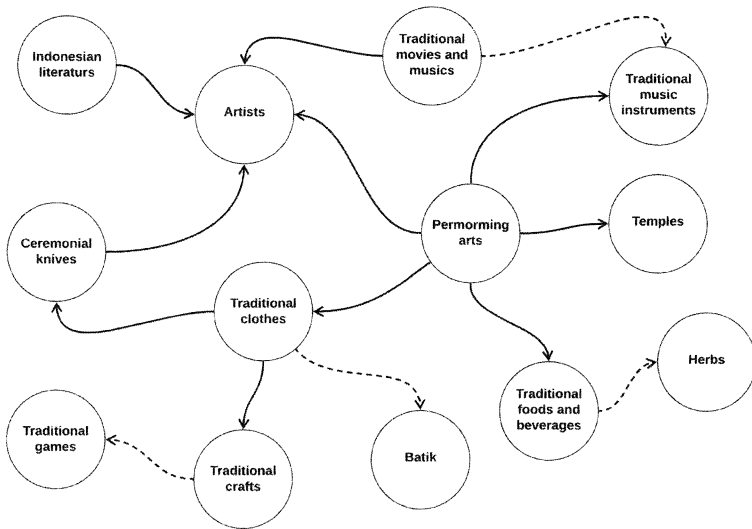 Indonesian
literaturs
Artists
Traditional
movies and
musics
Traditional
music
instruments
Permorming
arts
Temples
Ceremonial
knives
Traditional
clothes
Traditional
foods and
beverages
Herbs
Traditional
games
Traditional
crafts
Batik